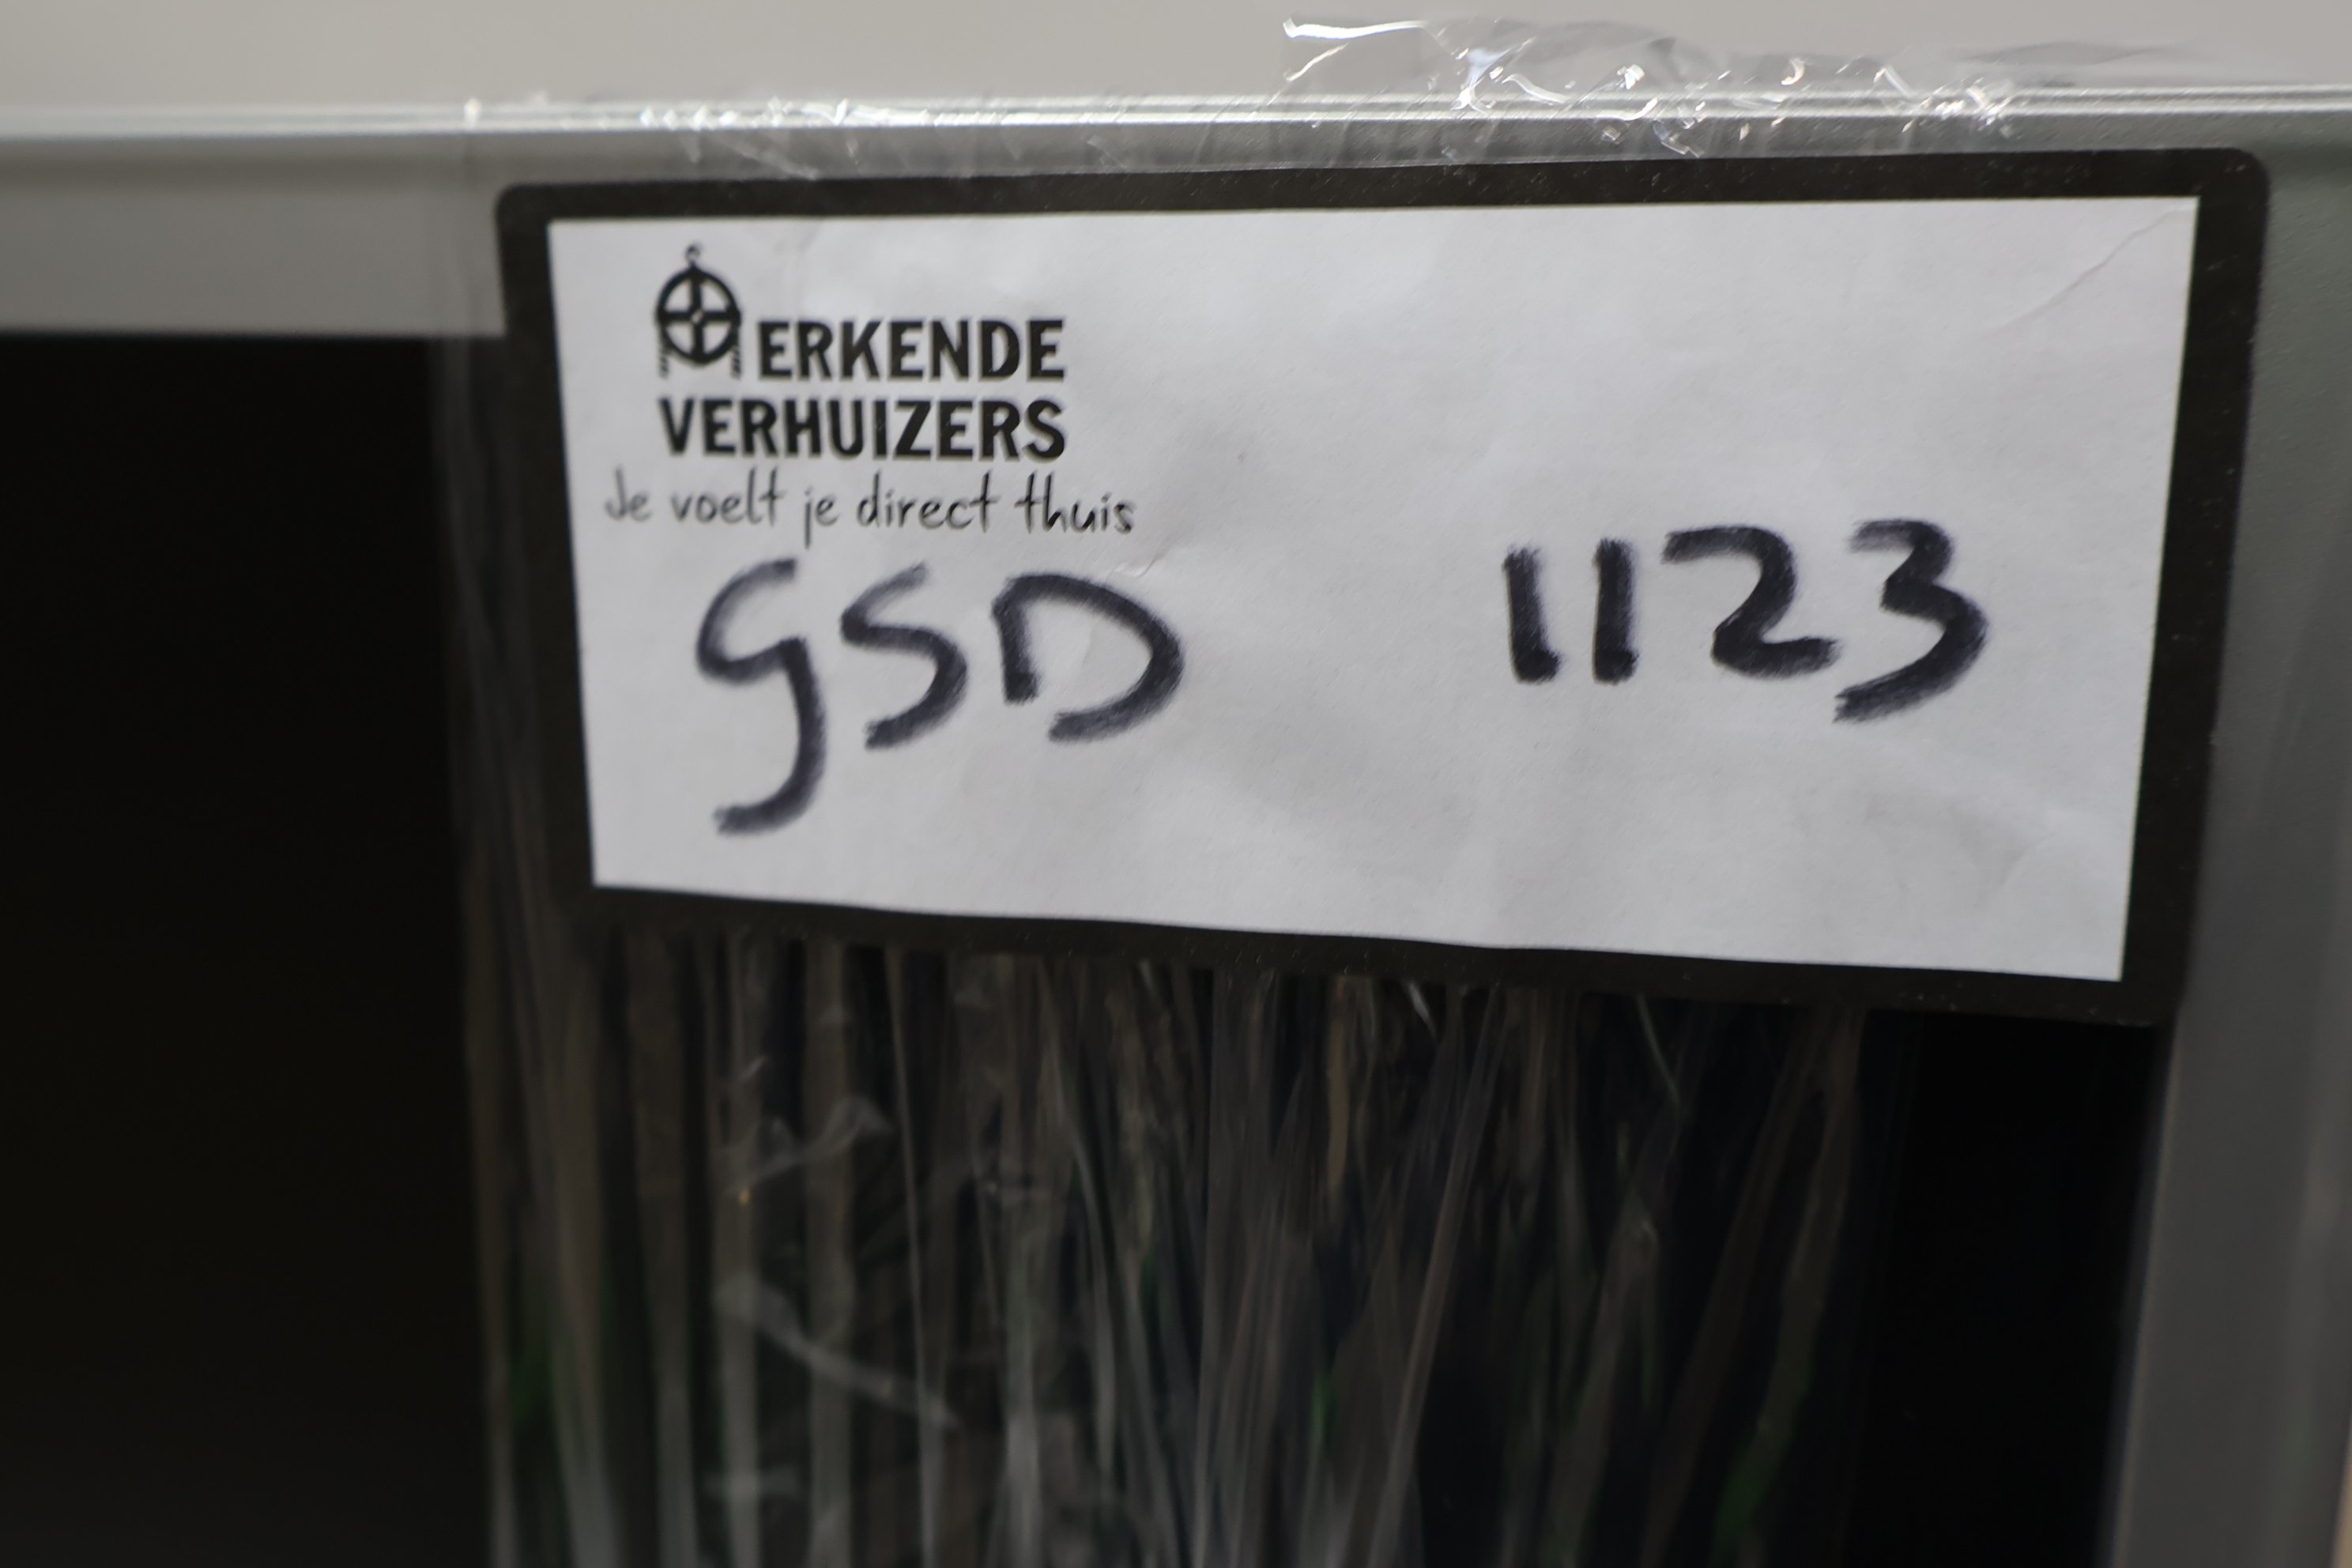 ERKENDE
VERHUIZERS
Je voelt je direct thuis
GSD 1123